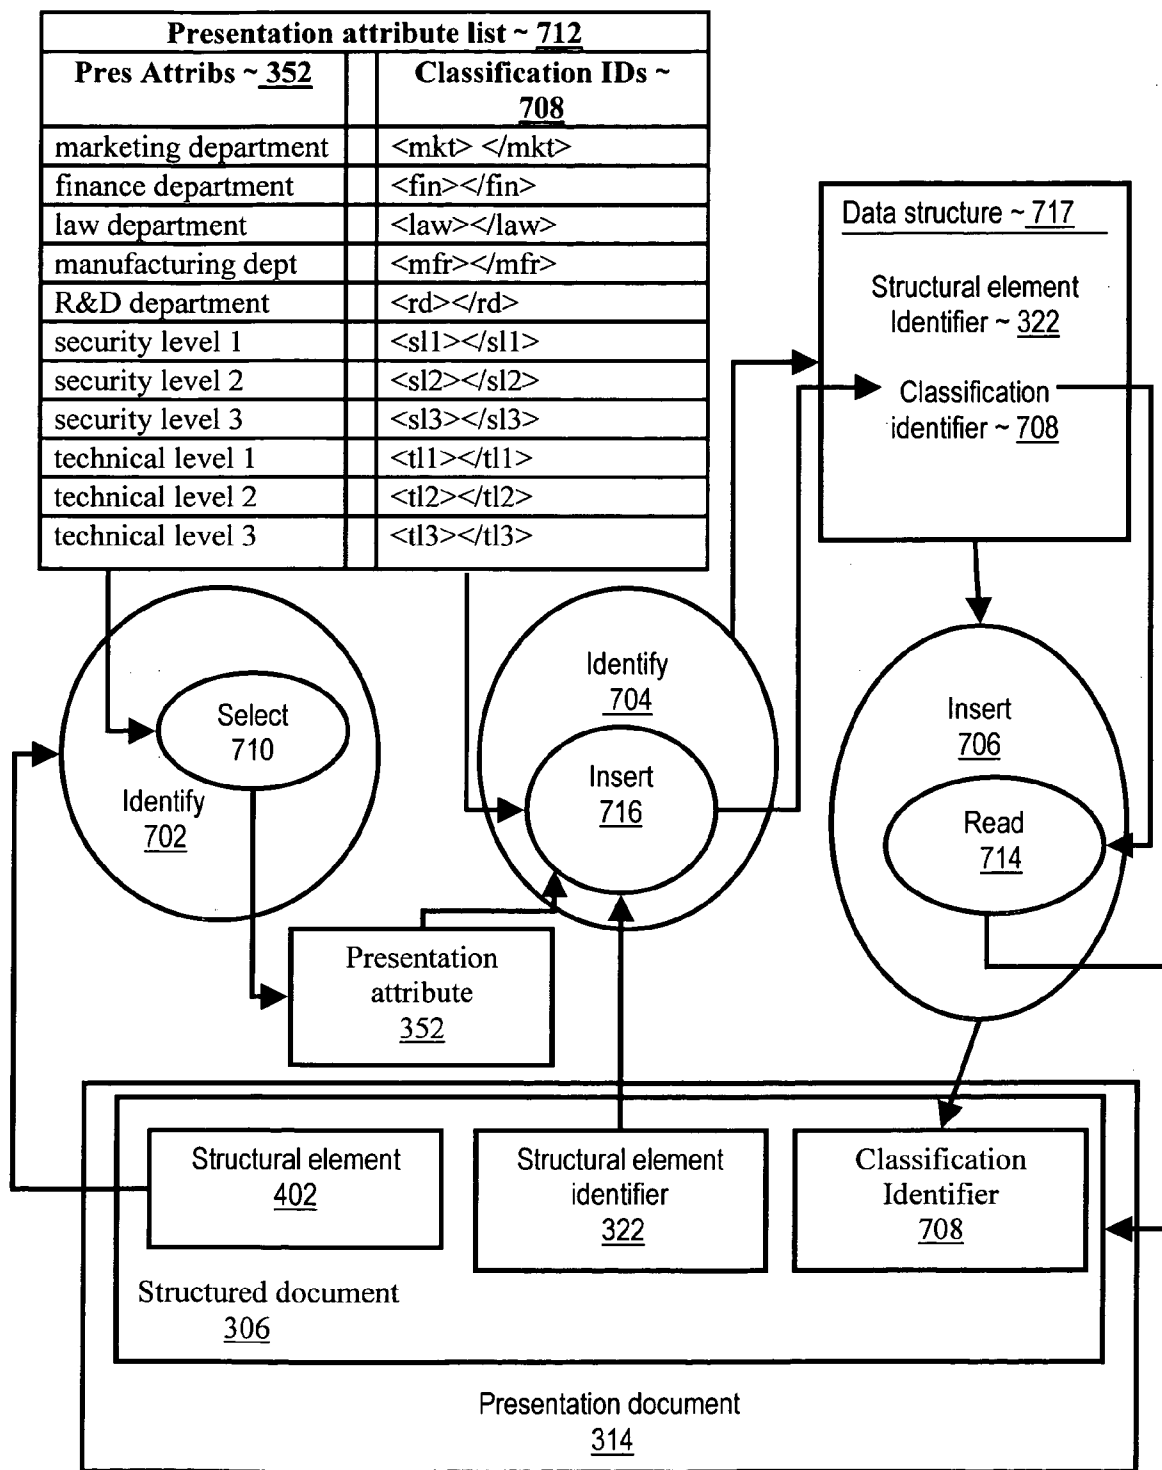 Presentation attribute list ~ 712
Pres Attribs ~ 352
Classification IDs ~
708
marketing department <mkt> </mkt>
finance department <fin></fin>
law department <law></law>
manufacturing dept <mfr></mfr>
R&D department <rd></rd>
security level 1 <sl1></sl1>
security level 2 <sl2></sl2>
security level 3 <sl3></sl3>
technical level 1 <tl1></tl1>
technical level 2 <tl2></tl2>
technical level 3 <tl3></tl3>
Data structure ~ 717
Structural element
Identifier ~ 322
Classification
identifier ~ 708
Select
710
Identify
702
Identify
704
Insert
716
Insert
706
Read
714
Presentation
attribute
352
Structural element
402
Structural element
identifier
322
Classification
Identifier
708
Structured document
306
Presentation document
314